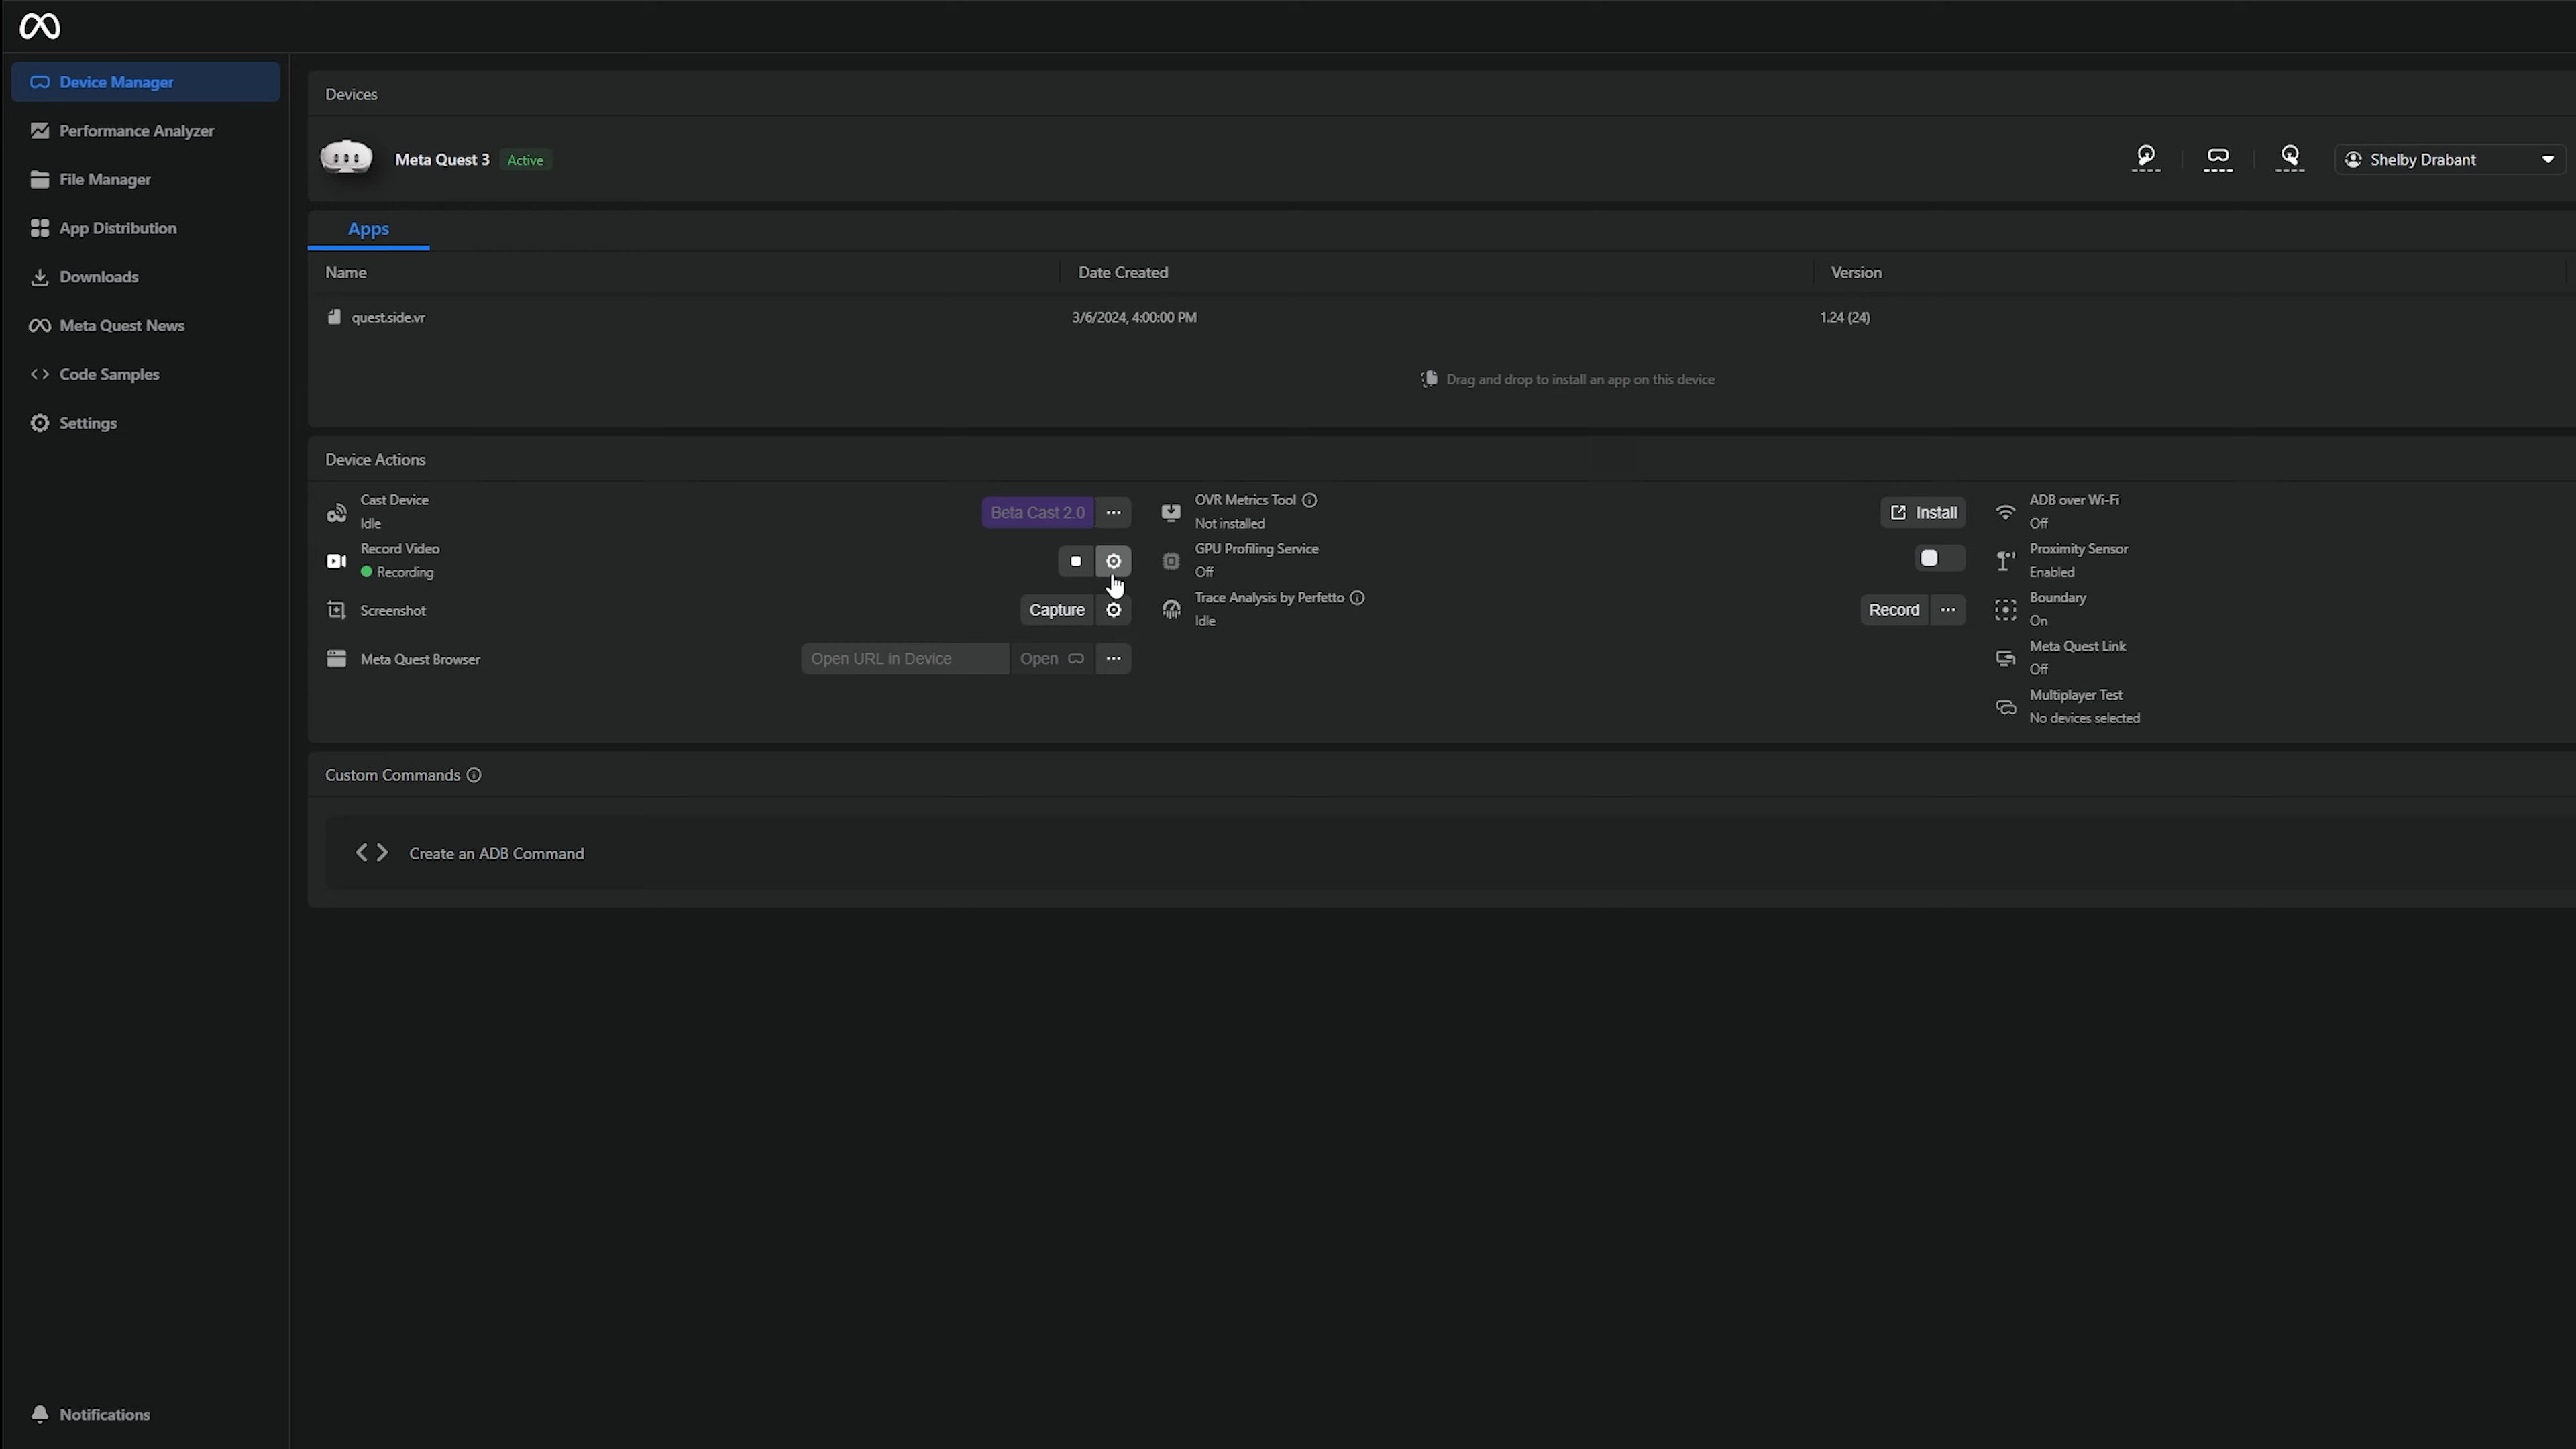 Device Manager
Performance Analyzer
File Manager
App Distribution
Downloads
Meta Quest News
Code Samples
Settings
Notifications
Devices
Meta Quest 3 Active
Shelby Drabant
Apps
Name Date Created Version
quest.side.vr 3/6/2024, 4:00:00 PM 1.24 (24)
Drag and drop to install an app on this device
Device Actions
Cast Device
Idle
Beta Cast 2.0
Record Video
Recording
Screenshot
Capture
Meta Quest Browser
Open URL in Device
Open
OVR Metrics Tool
Not installed
Install
GPU Profiling Service
Off
Trace Analysis by Perfetto
Idle
Record
ADB over Wi-Fi
Off
Proximity Sensor
Enabled
Boundary
On
Meta Quest Link
Off
Multiplayer Test
No devices selected
Custom Commands
Create an ADB Command